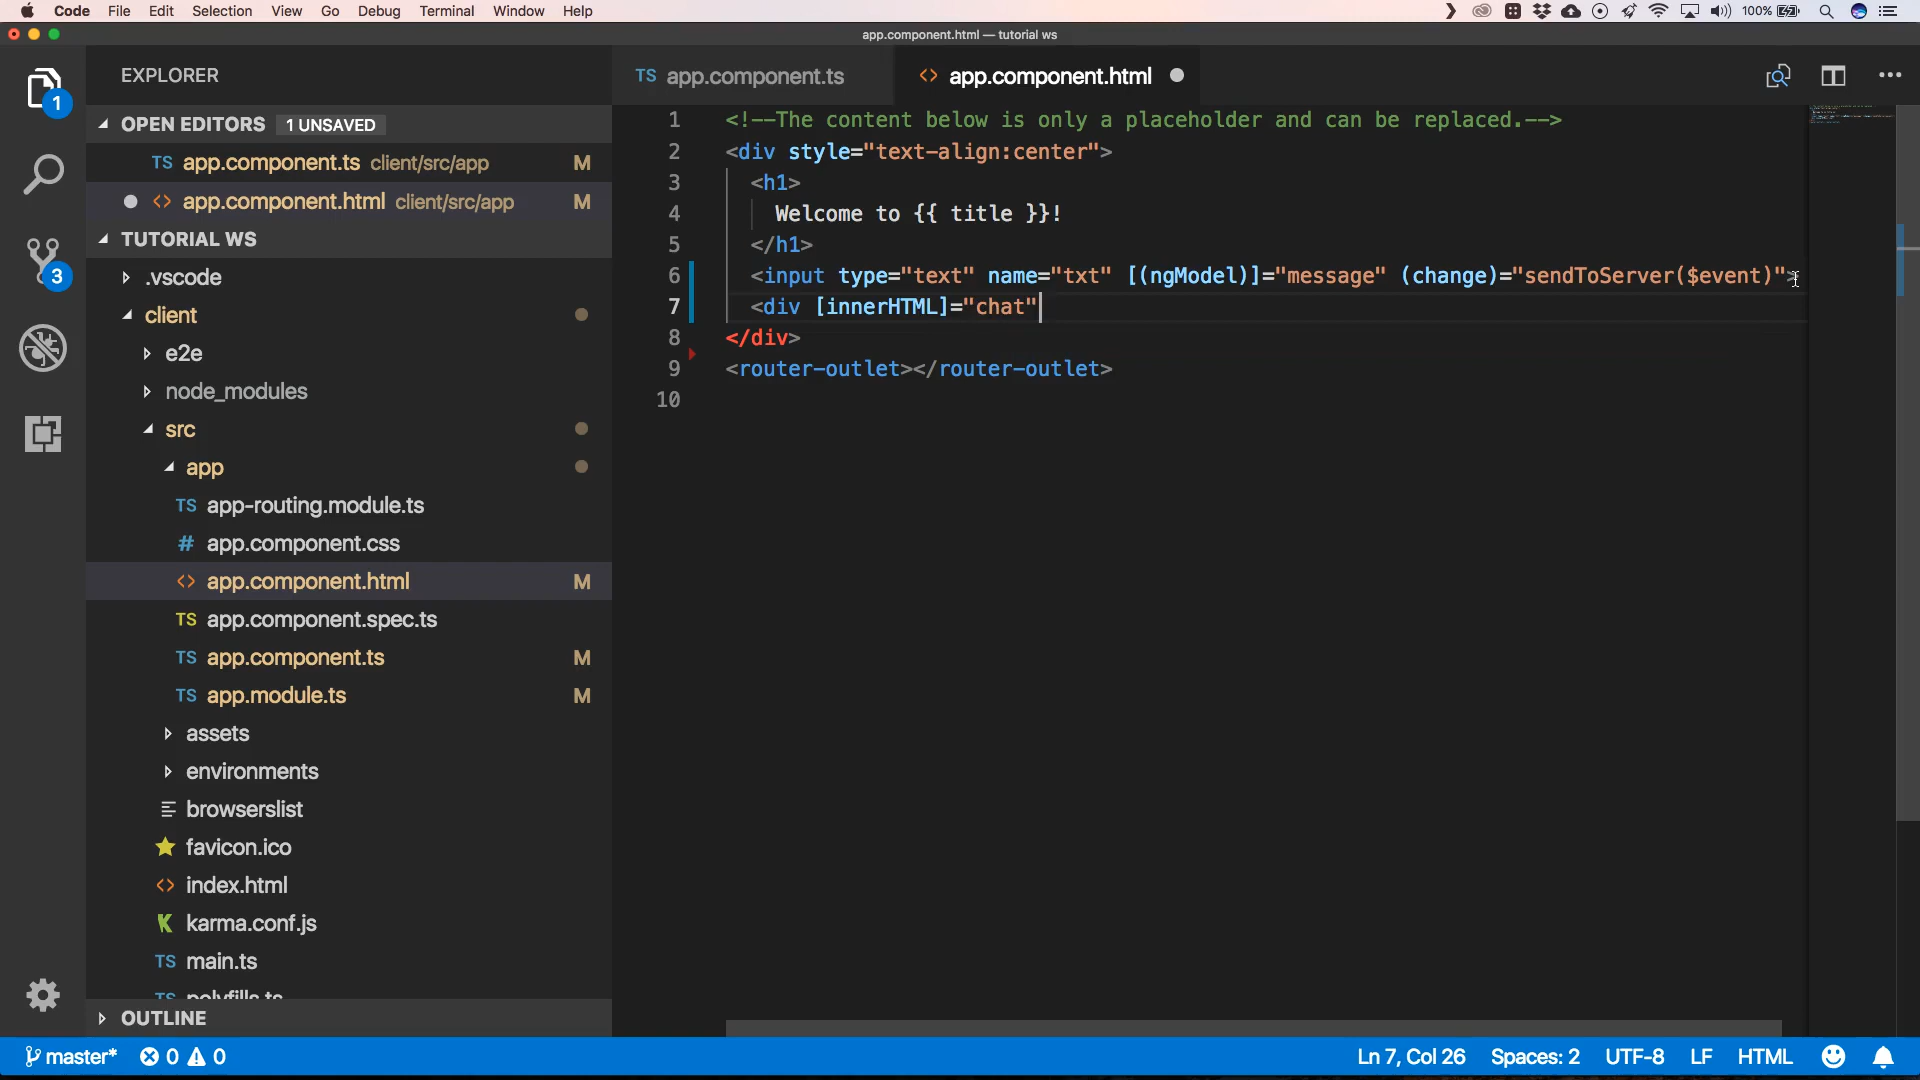 Code File Edit Selection View Go Debug Terminal Window Help 100%
app.component.html — tutorial ws
EXPLORER
OPEN EDITORS 1 UNSAVED
TS app.component.ts client/src/app M
<> app.component.html client/src/app M
TUTORIAL WS
.vscode
client
e2e
node_modules
src
app
TS app-routing.module.ts
# app.component.css
<> app.component.html M
TS app.component.spec.ts
TS app.component.ts M
TS app.module.ts M
assets
environments
browserslist
favicon.ico
<> index.html
K karma.conf.js
TS main.ts
TS polyfills.ts
OUTLINE
1
3
TS app.component.ts
<> app.component.html
1 <!--The content below is only a placeholder and can be replaced.-->
2 <div style="text-align:center">
3 <h1>
4 Welcome to {{ title }}!
5 </h1>
6 <input type="text" name="txt" [(ngModel)]="message" (change)="sendToServer($event)">
7 <div [innerHTML]="chat"
8 </div>
9 <router-outlet></router-outlet>
10
master* 0 0 Ln 7, Col 26 Spaces: 2 UTF-8 LF HTML